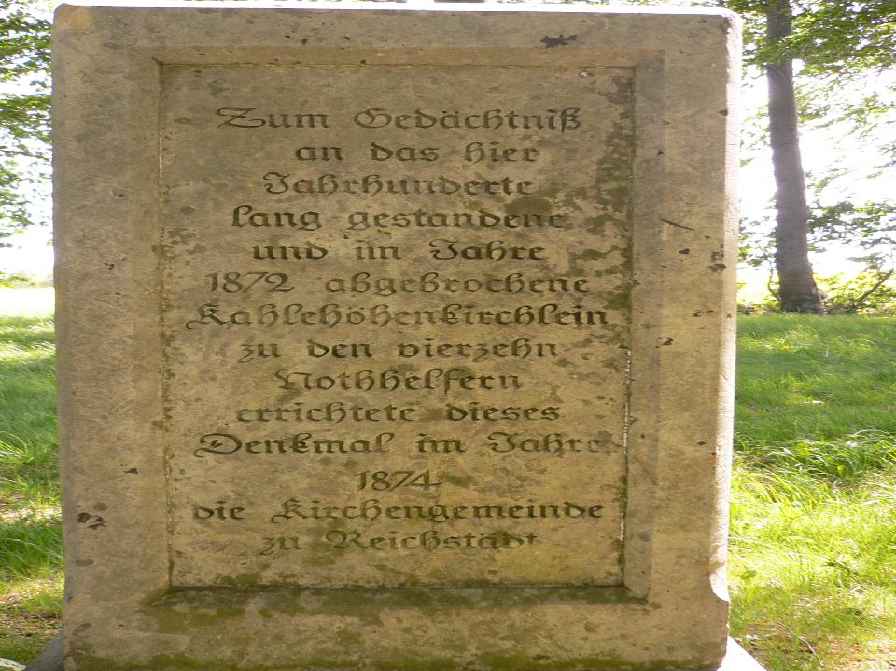 Zum Gedächtniß
an das hier
Jahrhunderte
lang gestandene
und im Jahre
1872 abgebrochene
Kahlehöhenkirchlein
zu den vierzehn
Nothhelfern
errichtete dieses
Denkmal im Jahre
1874
die Kirchengemeinde
zu Reichstadt.